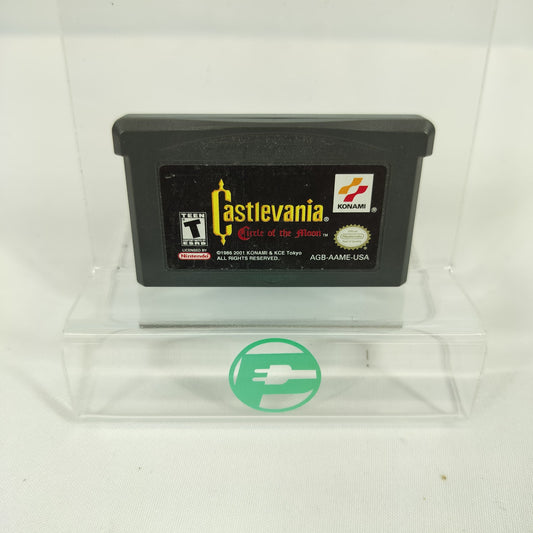 Castlevania®
Circle of the Moon™
KONAMI®
TEEN
T
ESRB
LICENSED BY
Nintendo
©1986 2001 KONAMI & KCE Tokyo
ALL RIGHTS RESERVED.
AGB-AAME-USA